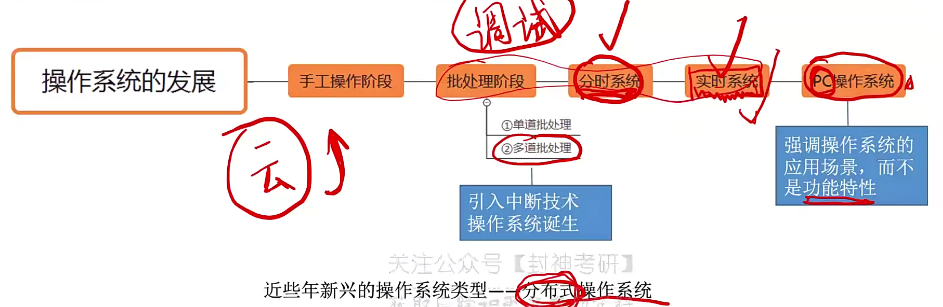 调试
操作系统的发展
手工操作阶段
批处理阶段
分时系统
实时系统
PC操作系统
①单道批处理
②多道批处理
云
强调操作系统的
应用场景，而不
是功能特性
引入中断技术
操作系统诞生
关注公众号【封神考研】
近些年新兴的操作系统类型——分布式操作系统